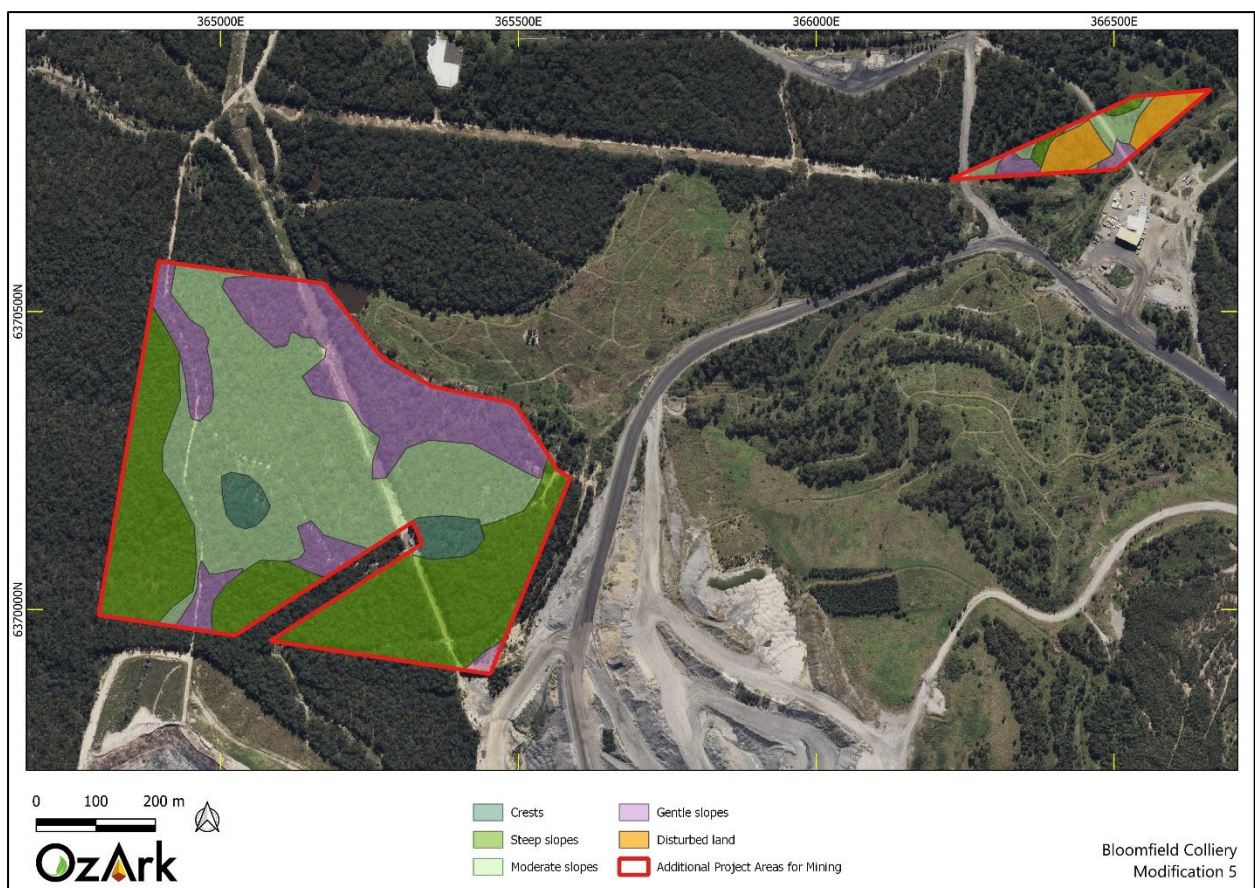 365000E
365500E
366000E
366500E
6370500N
6370000N
0 100 200 m
Crests
Steep slopes
Moderate slopes
Gentle slopes
Disturbed land
Additional Project Areas for Mining
OzArk
Bloomfield Colliery
Modification 5